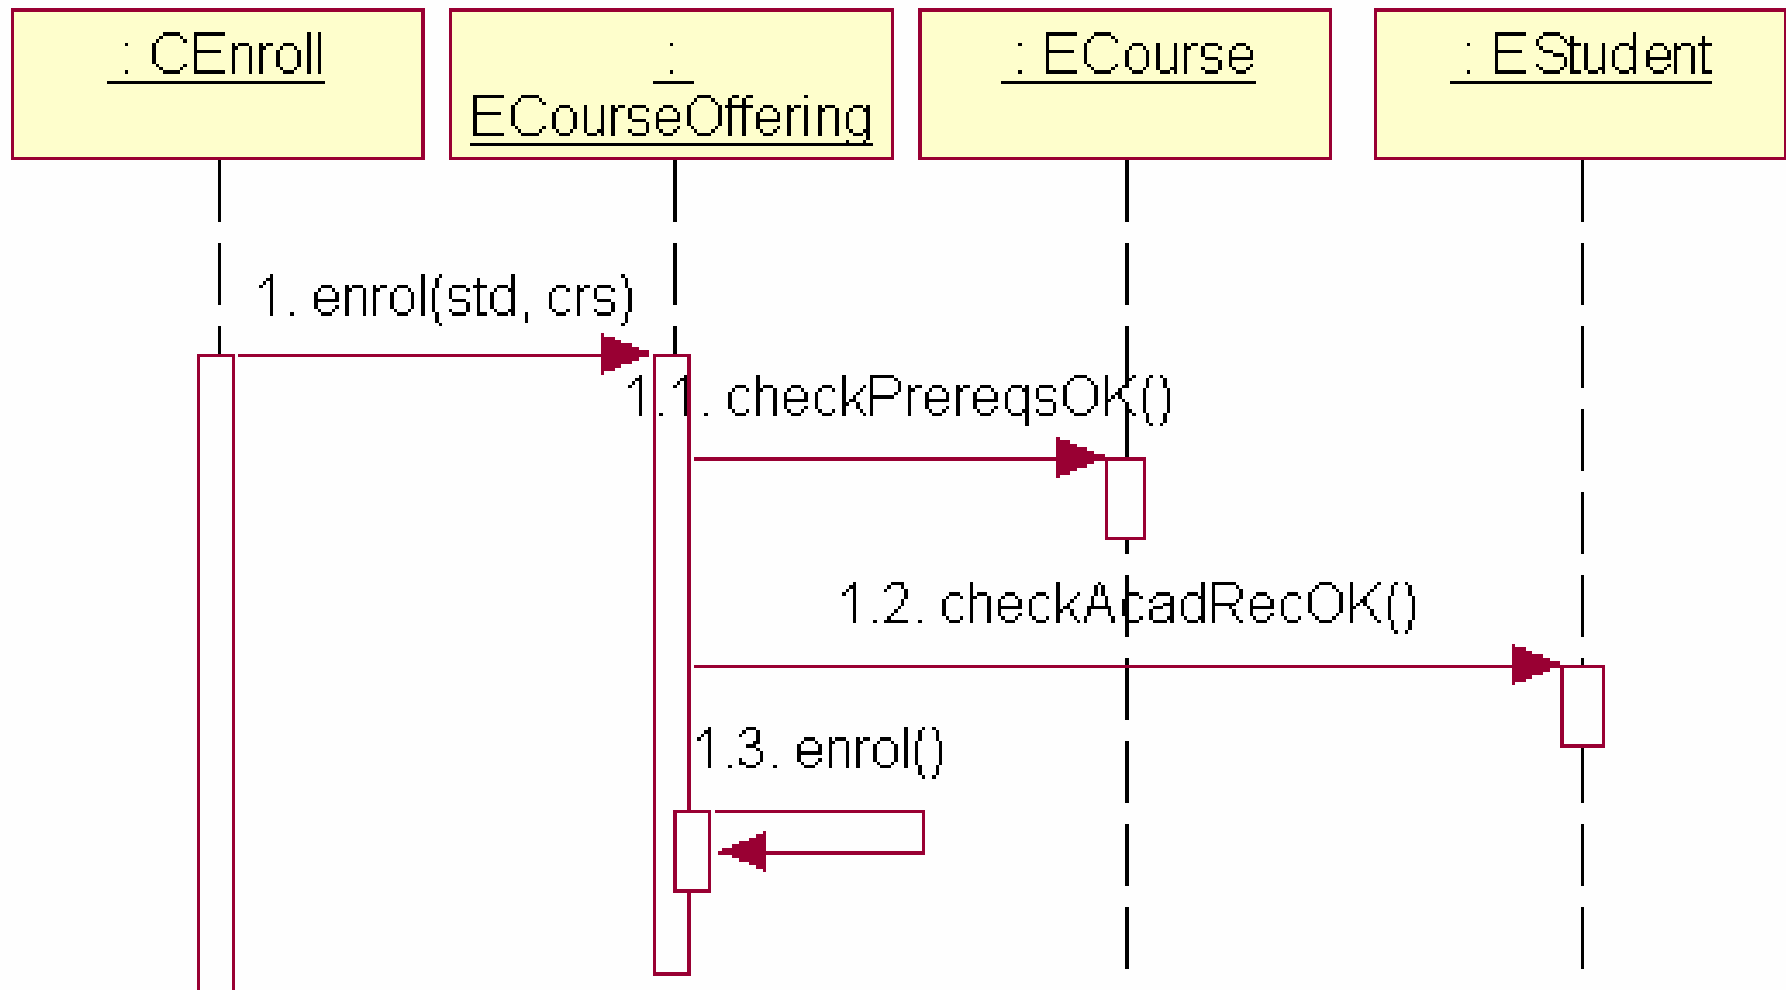 : CEnroll
:
ECourseOffering
: ECourse
: EStudent
1. enrol(std, crs)
1.1. checkPrereqsOK()
1.2. checkAcadRecOK()
1.3. enrol()